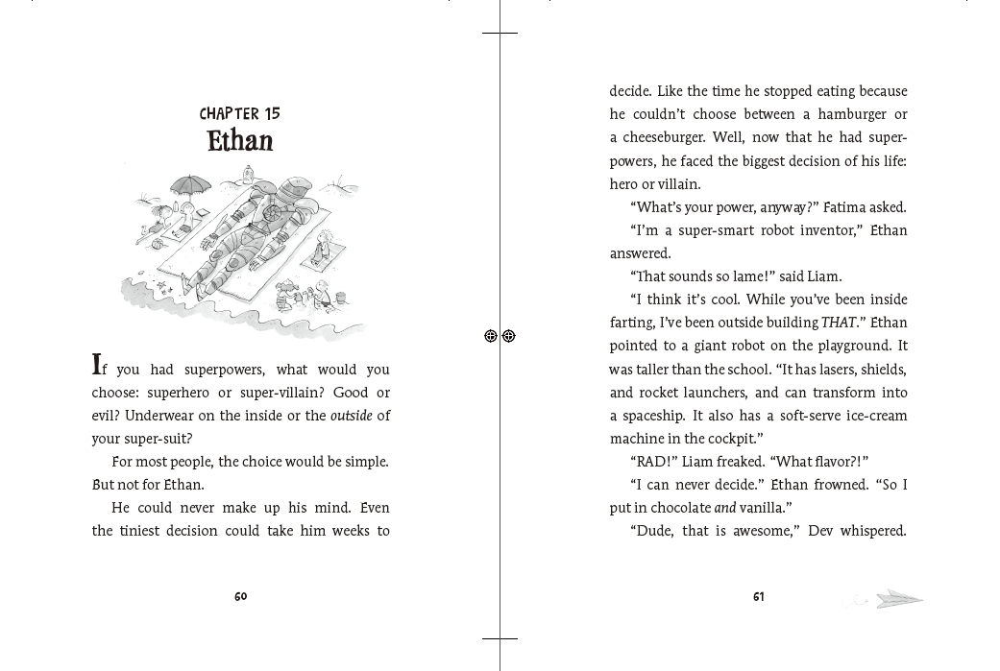 CHAPTER 15
Ethan
If you had superpowers, what would you
choose: superhero or super-villain? Good or
evil? Underwear on the inside or the outside of
your super-suit?
For most people, the choice would be simple.
But not for Ethan.
He could never make up his mind. Even
the tiniest decision could take him weeks to
60
decide. Like the time he stopped eating because
he couldn’t choose between a hamburger or
a cheeseburger. Well, now that he had super-
powers, he faced the biggest decision of his life:
hero or villain.
“What’s your power, anyway?” Fatima asked.
“I’m a super-smart robot inventor,” Ethan
answered.
“That sounds so lame!” said Liam.
“I think it’s cool. While you’ve been inside
farting, I’ve been outside building THAT.” Ethan
pointed to a giant robot on the playground. It
was taller than the school. “It has lasers, shields,
and rocket launchers, and can transform into
a spaceship. It also has a soft-serve ice-cream
machine in the cockpit.”
“RAD!” Liam freaked. “What flavor?!”
“I can never decide.” Ethan frowned. “So I
put in chocolate and vanilla.”
“Dude, that is awesome,” Dev whispered.
61